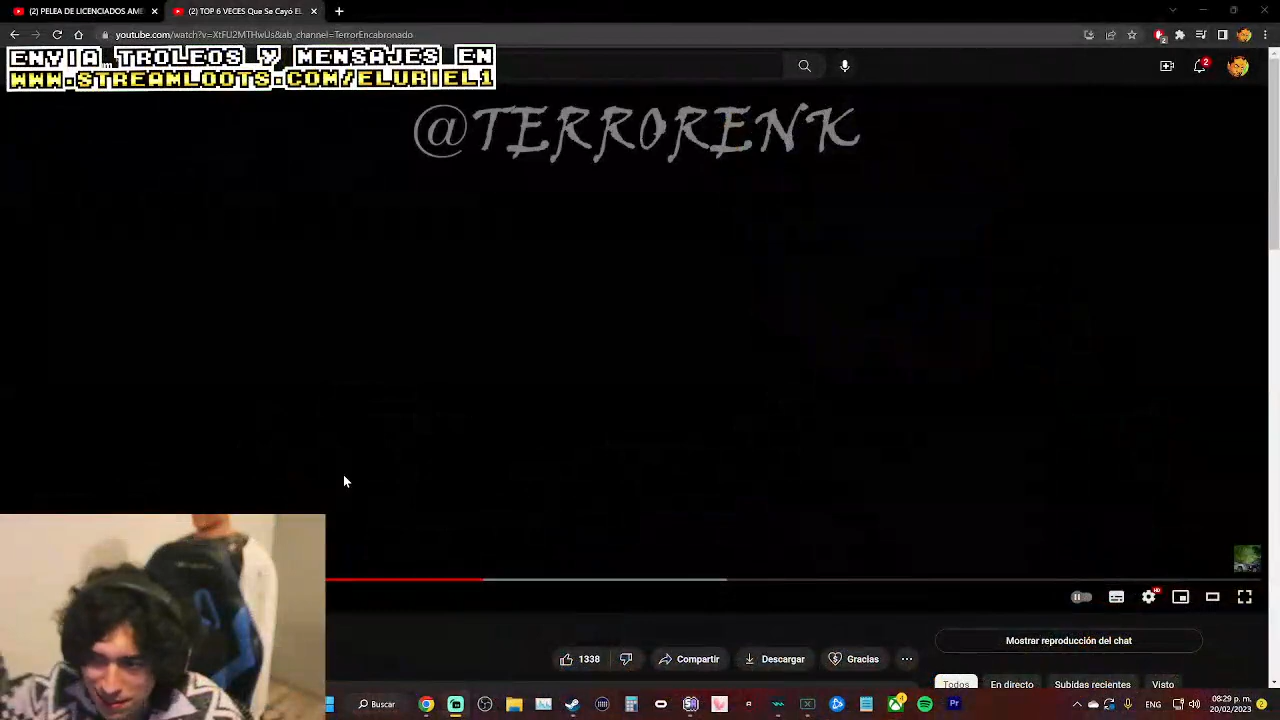 (2) PELEA DE LICENCIADOS AME
(2) TOP 6 VECES Que Se Cayó El
youtube.com/watch?v=XtFU2MTHwUs&ab_channel=TerrorEncabronado
ENVIA TROLEOS Y MENSAJES EN
WWW.STREAMLOOTS.COM/ELURIEL1
2
@TERRORENK
HD
Mostrar reproducción del chat
1338
Compartir
Descargar
Gracias
Todos
En directo
Subidas recientes
Visto
Buscar
08:29 p. m.
20/02/2023